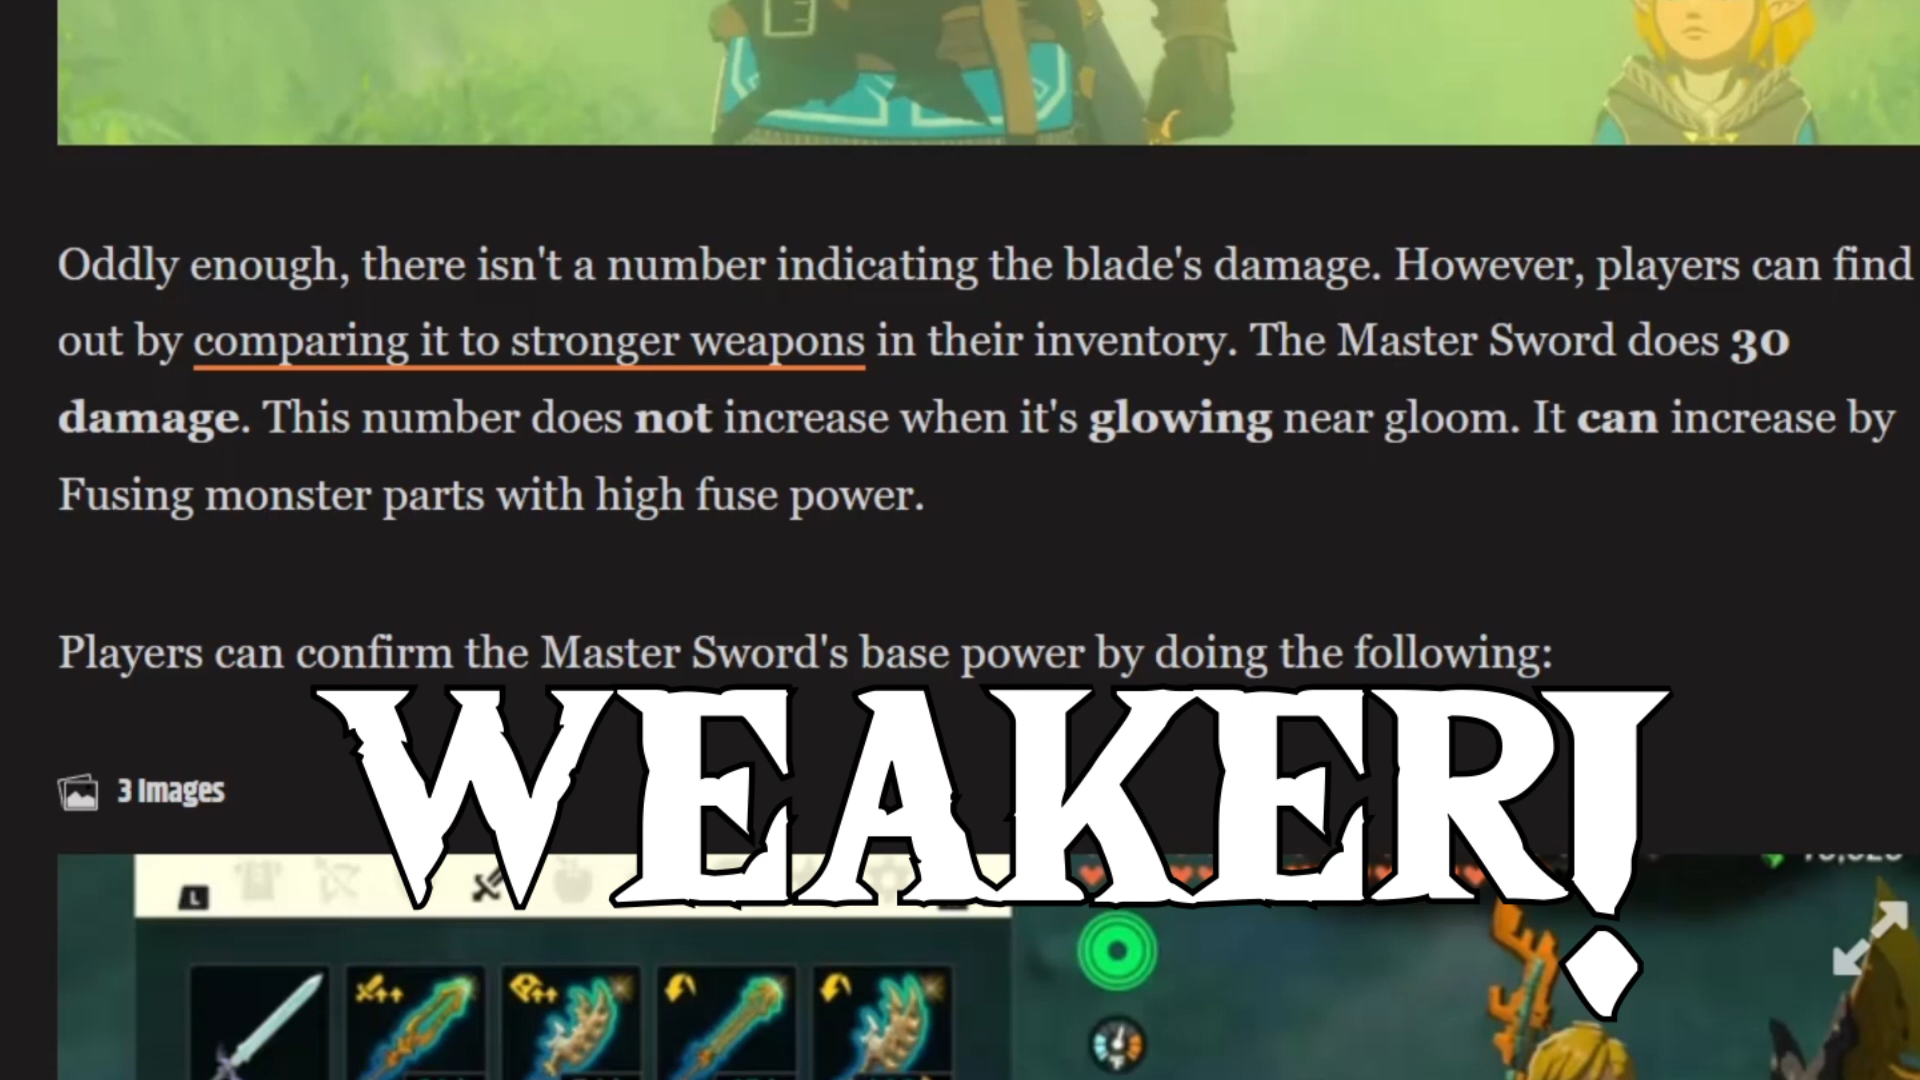 Oddly enough, there isn't a number indicating the blade's damage. However, players can find
out by comparing it to stronger weapons in their inventory. The Master Sword does 30
damage. This number does not increase when it's glowing near gloom. It can increase by
Fusing monster parts with high fuse power.
Players can confirm the Master Sword's base power by doing the following:
WEAKER!
3 Images
L